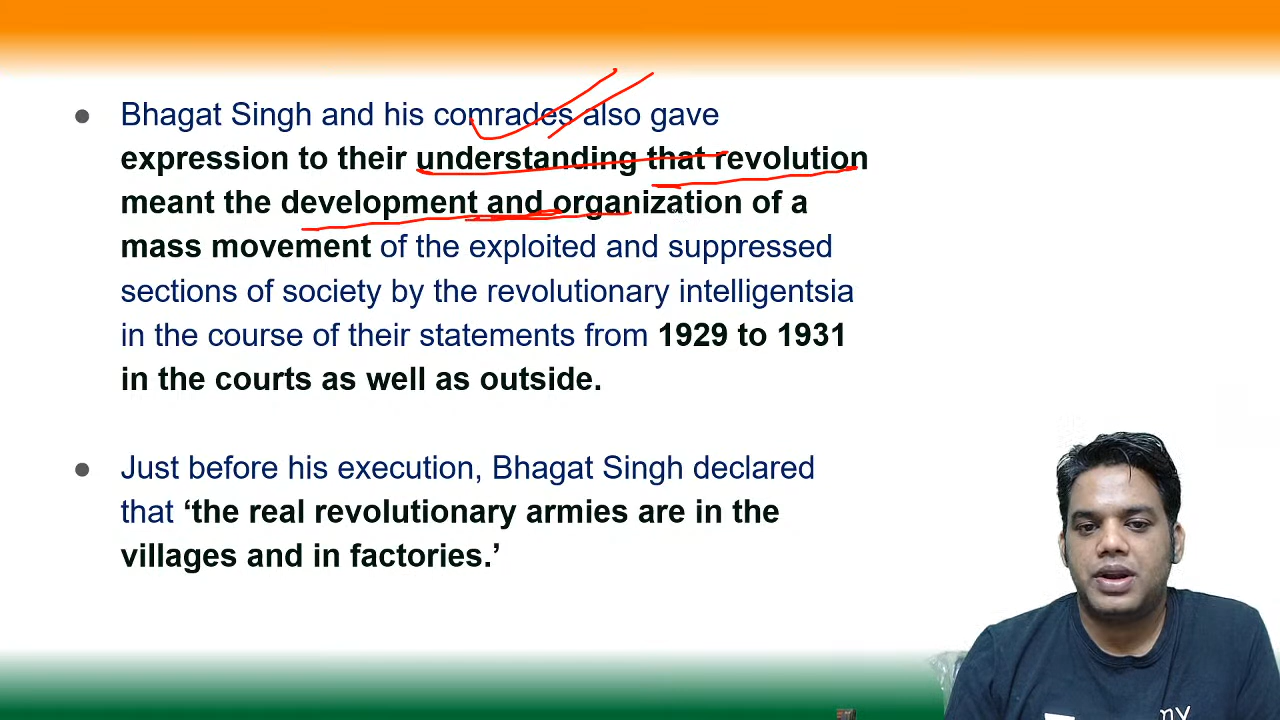 ● Bhagat Singh and his comrades also gave
expression to their understanding that revolution
meant the development and organization of a
mass movement of the exploited and suppressed
sections of society by the revolutionary intelligentsia
in the course of their statements from 1929 to 1931
in the courts as well as outside.
● Just before his execution, Bhagat Singh declared
that ‘the real revolutionary armies are in the
villages and in factories.’